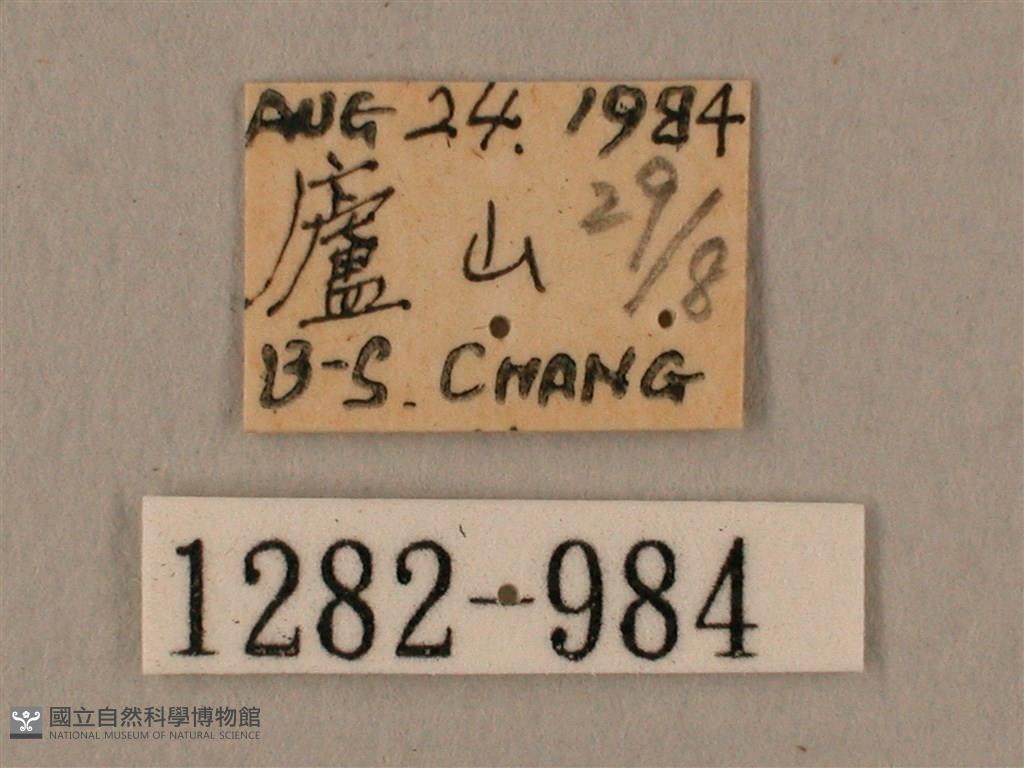 AUG 24. 1984
廬 山 29/8
B-S. CHANG
1282-984
國立自然科學博物館
NATIONAL MUSEUM OF NATURAL SCIENCE